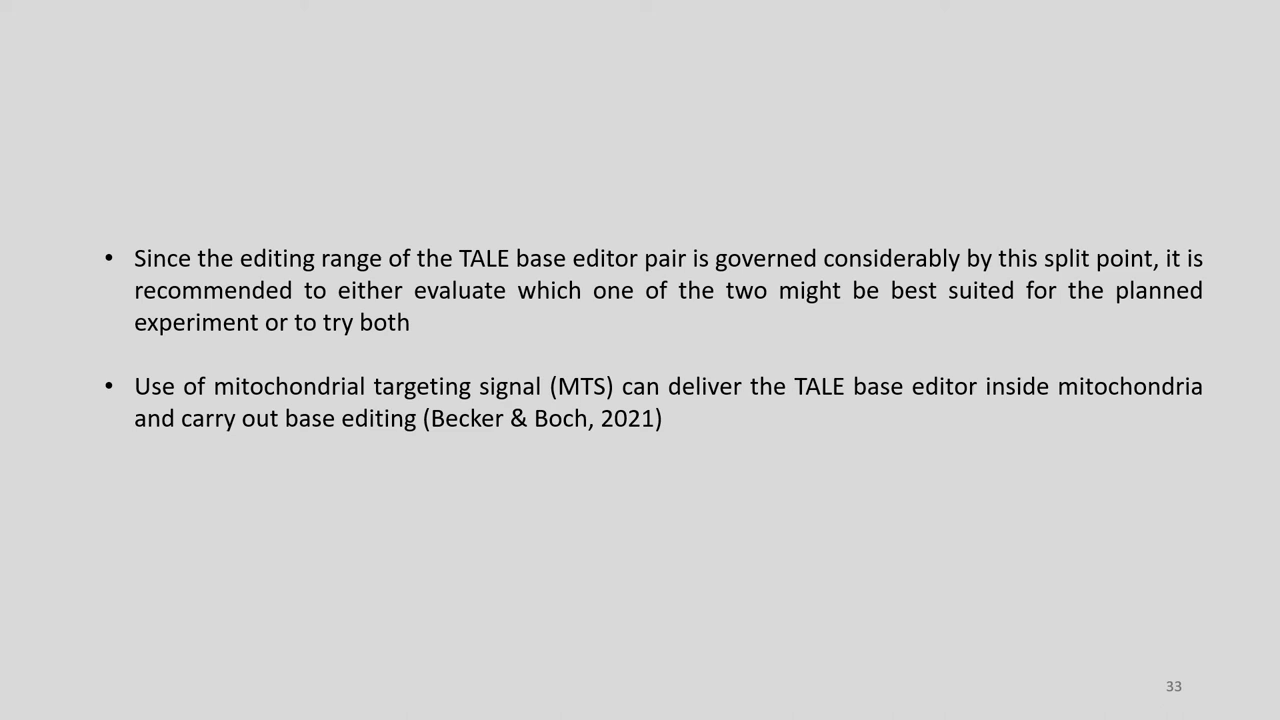 • Since the editing range of the TALE base editor pair is governed considerably by this split point, it is
recommended to either evaluate which one of the two might be best suited for the planned
experiment or to try both
• Use of mitochondrial targeting signal (MTS) can deliver the TALE base editor inside mitochondria
and carry out base editing (Becker & Boch, 2021)
33